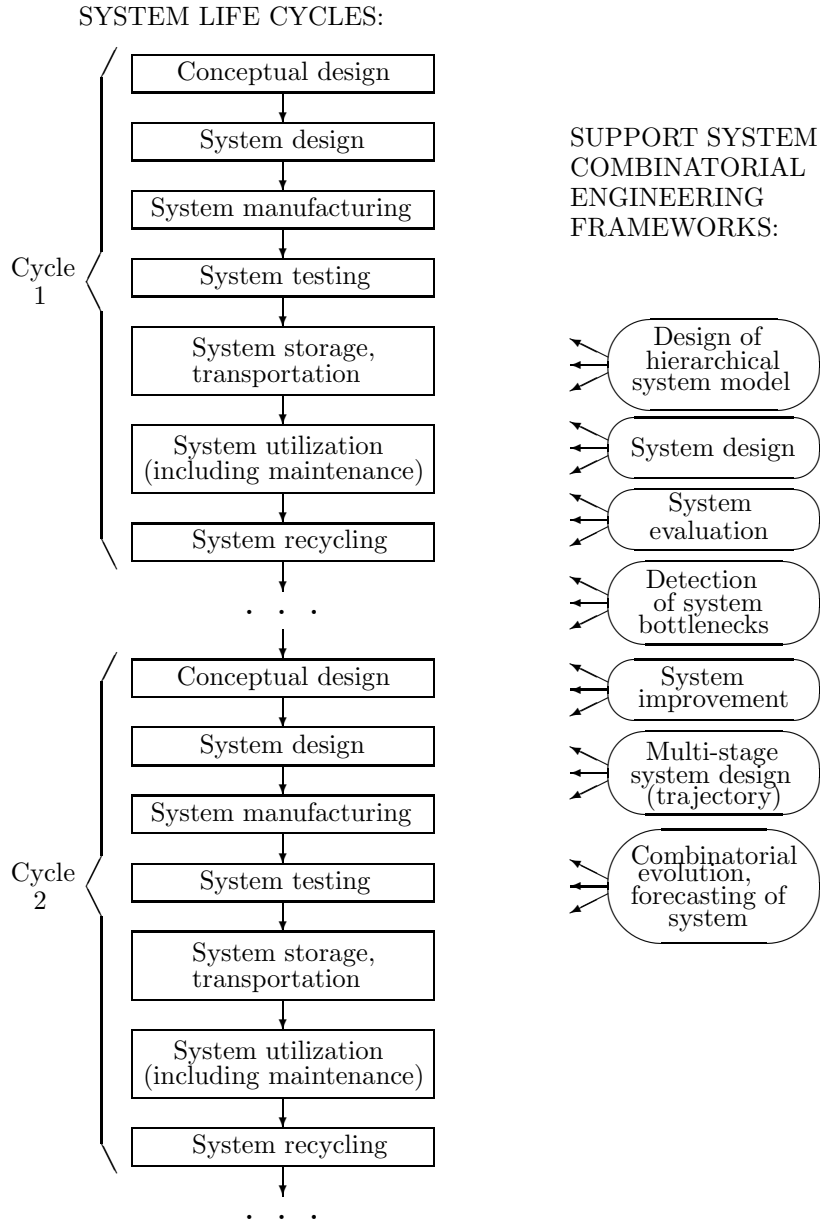 SYSTEM LIFE CYCLES:
Cycle
1
Conceptual design
System design
System manufacturing
System testing
System storage,
transportation
System utilization
(including maintenance)
System recycling
. . .
Cycle
2
Conceptual design
System design
System manufacturing
System testing
System storage,
transportation
System utilization
(including maintenance)
System recycling
. . .
SUPPORT SYSTEM
COMBINATORIAL
ENGINEERING
FRAMEWORKS:
Design of
hierarchical
system model
System design
System
evaluation
Detection
of system
bottlenecks
System
improvement
Multi-stage
system design
(trajectory)
Combinatorial
evolution,
forecasting of
system